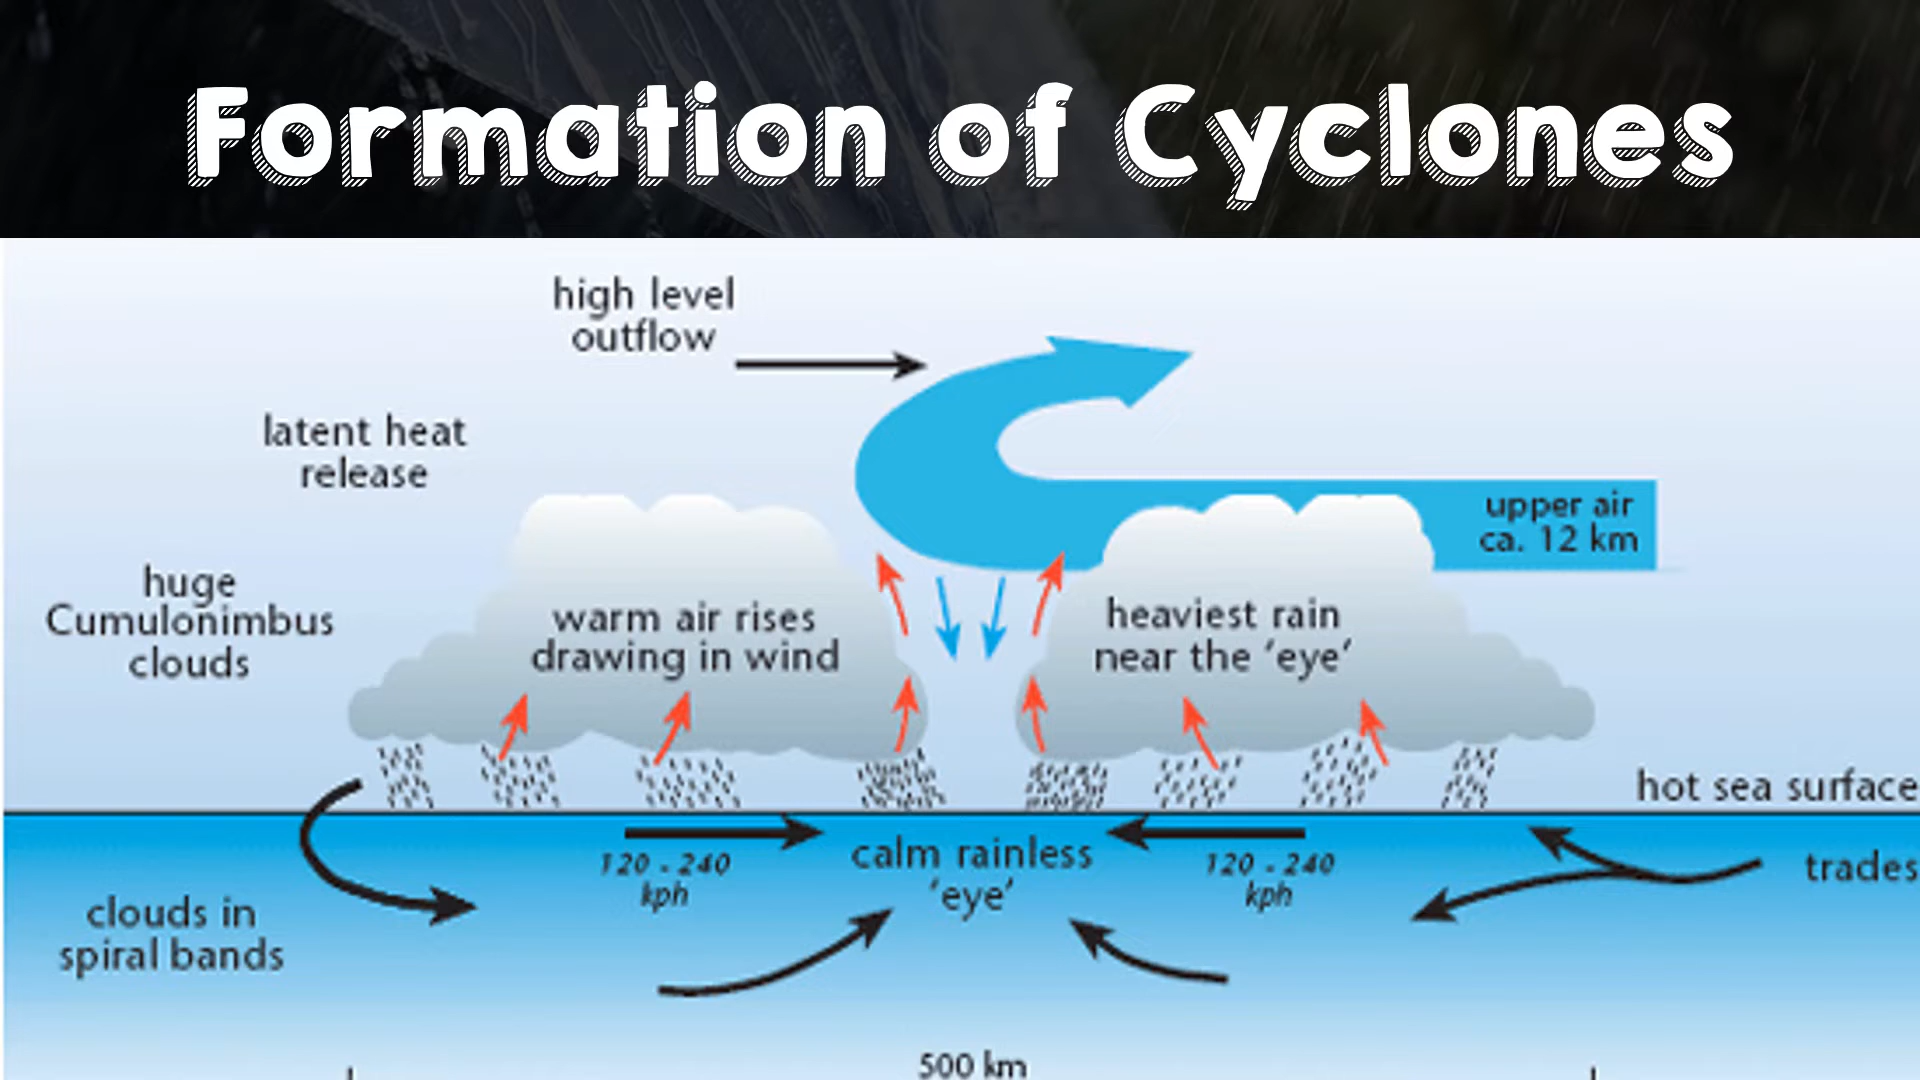 Formation of Cyclones
high level
outflow
latent heat
release
upper air
ca. 12 km
huge
Cumulonimbus
clouds
warm air rises
drawing in wind
heaviest rain
near the 'eye'
hot sea surface
120 - 240
kph
calm rainless
'eye'
120 - 240
kph
trades
clouds in
spiral bands
500 km